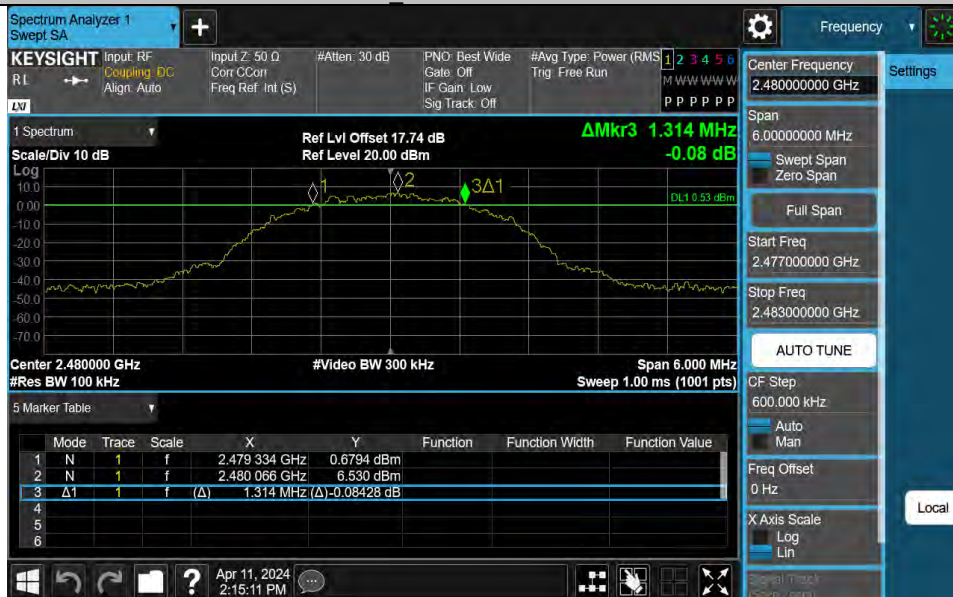 Spectrum Analyzer 1
Swept SA
+
Frequency
KEYSIGHT
RL
LXI
Input: RF
Coupling: DC
Align: Auto
Input Z: 50 Ω
Corr CCorr
Freq Ref: Int (S)
#Atten: 30 dB
PNO: Best Wide
Gate: Off
IF Gain: Low
Sig Track: Off
#Avg Type: Power (RMS
Trig: Free Run
1 2 3 4 5 6
M W W W W W
P P P P P P
1 Spectrum
Scale/Div 10 dB
Ref Lvl Offset 17.74 dB
Ref Level 20.00 dBm
ΔMkr3 1.314 MHz
-0.08 dB
Log
10.0
0.00
-10.0
-20.0
-30.0
-40.0
-50.0
-60.0
-70.0
1
2
3Δ1
DL1 0.53 dBm
Center 2.480000 GHz
#Video BW 300 kHz
Span 6.000 MHz
#Res BW 100 kHz
Sweep 1.00 ms (1001 pts)
5 Marker Table
Mode Trace Scale X Y Function Function Width Function Value
1 N 1 f 2.479 334 GHz 0.6794 dBm
2 N 1 f 2.480 066 GHz 6.530 dBm
3 Δ1 1 f (Δ) 1.314 MHz (Δ) -0.08428 dB
4
5
6
Apr 11, 2024
2:15:11 PM
Center Frequency
2.480000000 GHz
Settings
Span
6.00000000 MHz
Swept Span
Zero Span
Full Span
Start Freq
2.477000000 GHz
Stop Freq
2.483000000 GHz
AUTO TUNE
CF Step
600.000 kHz
Auto
Man
Freq Offset
0 Hz
X Axis Scale
Log
Lin
Local
Signal Track